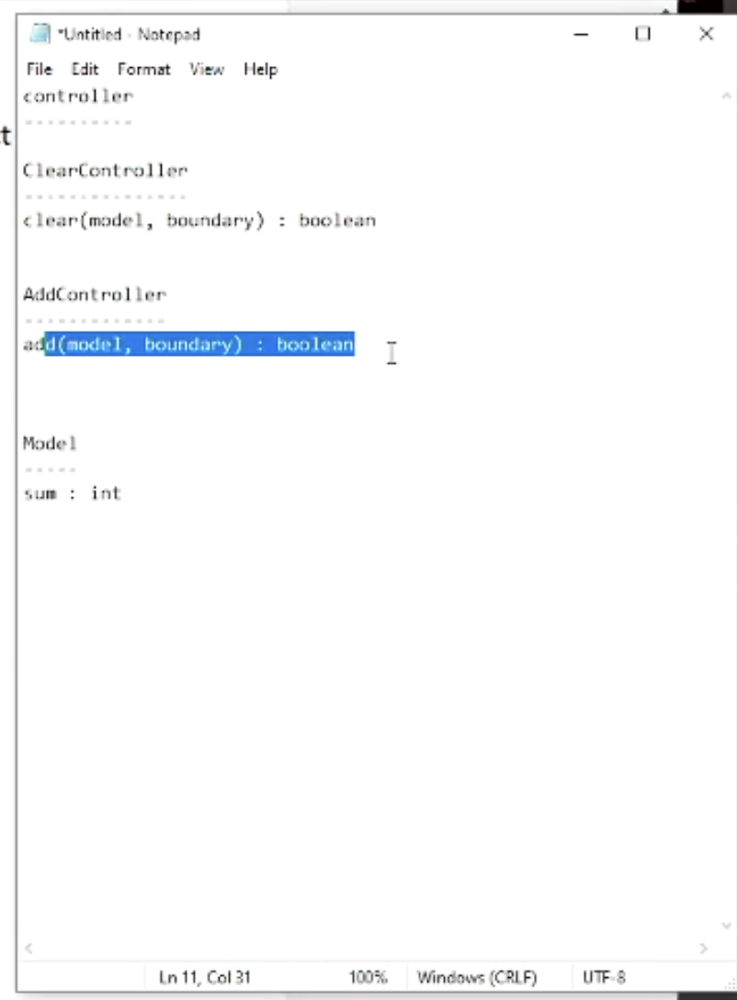 t
*Untitled - Notepad
File Edit Format View Help
controller
----------
ClearController
---------------
clear(model, boundary) : boolean
AddController
-------------
add(model, boundary) : boolean
Model
-----
sum : int
Ln 11, Col 31 100% Windows (CRLF) UTF-8